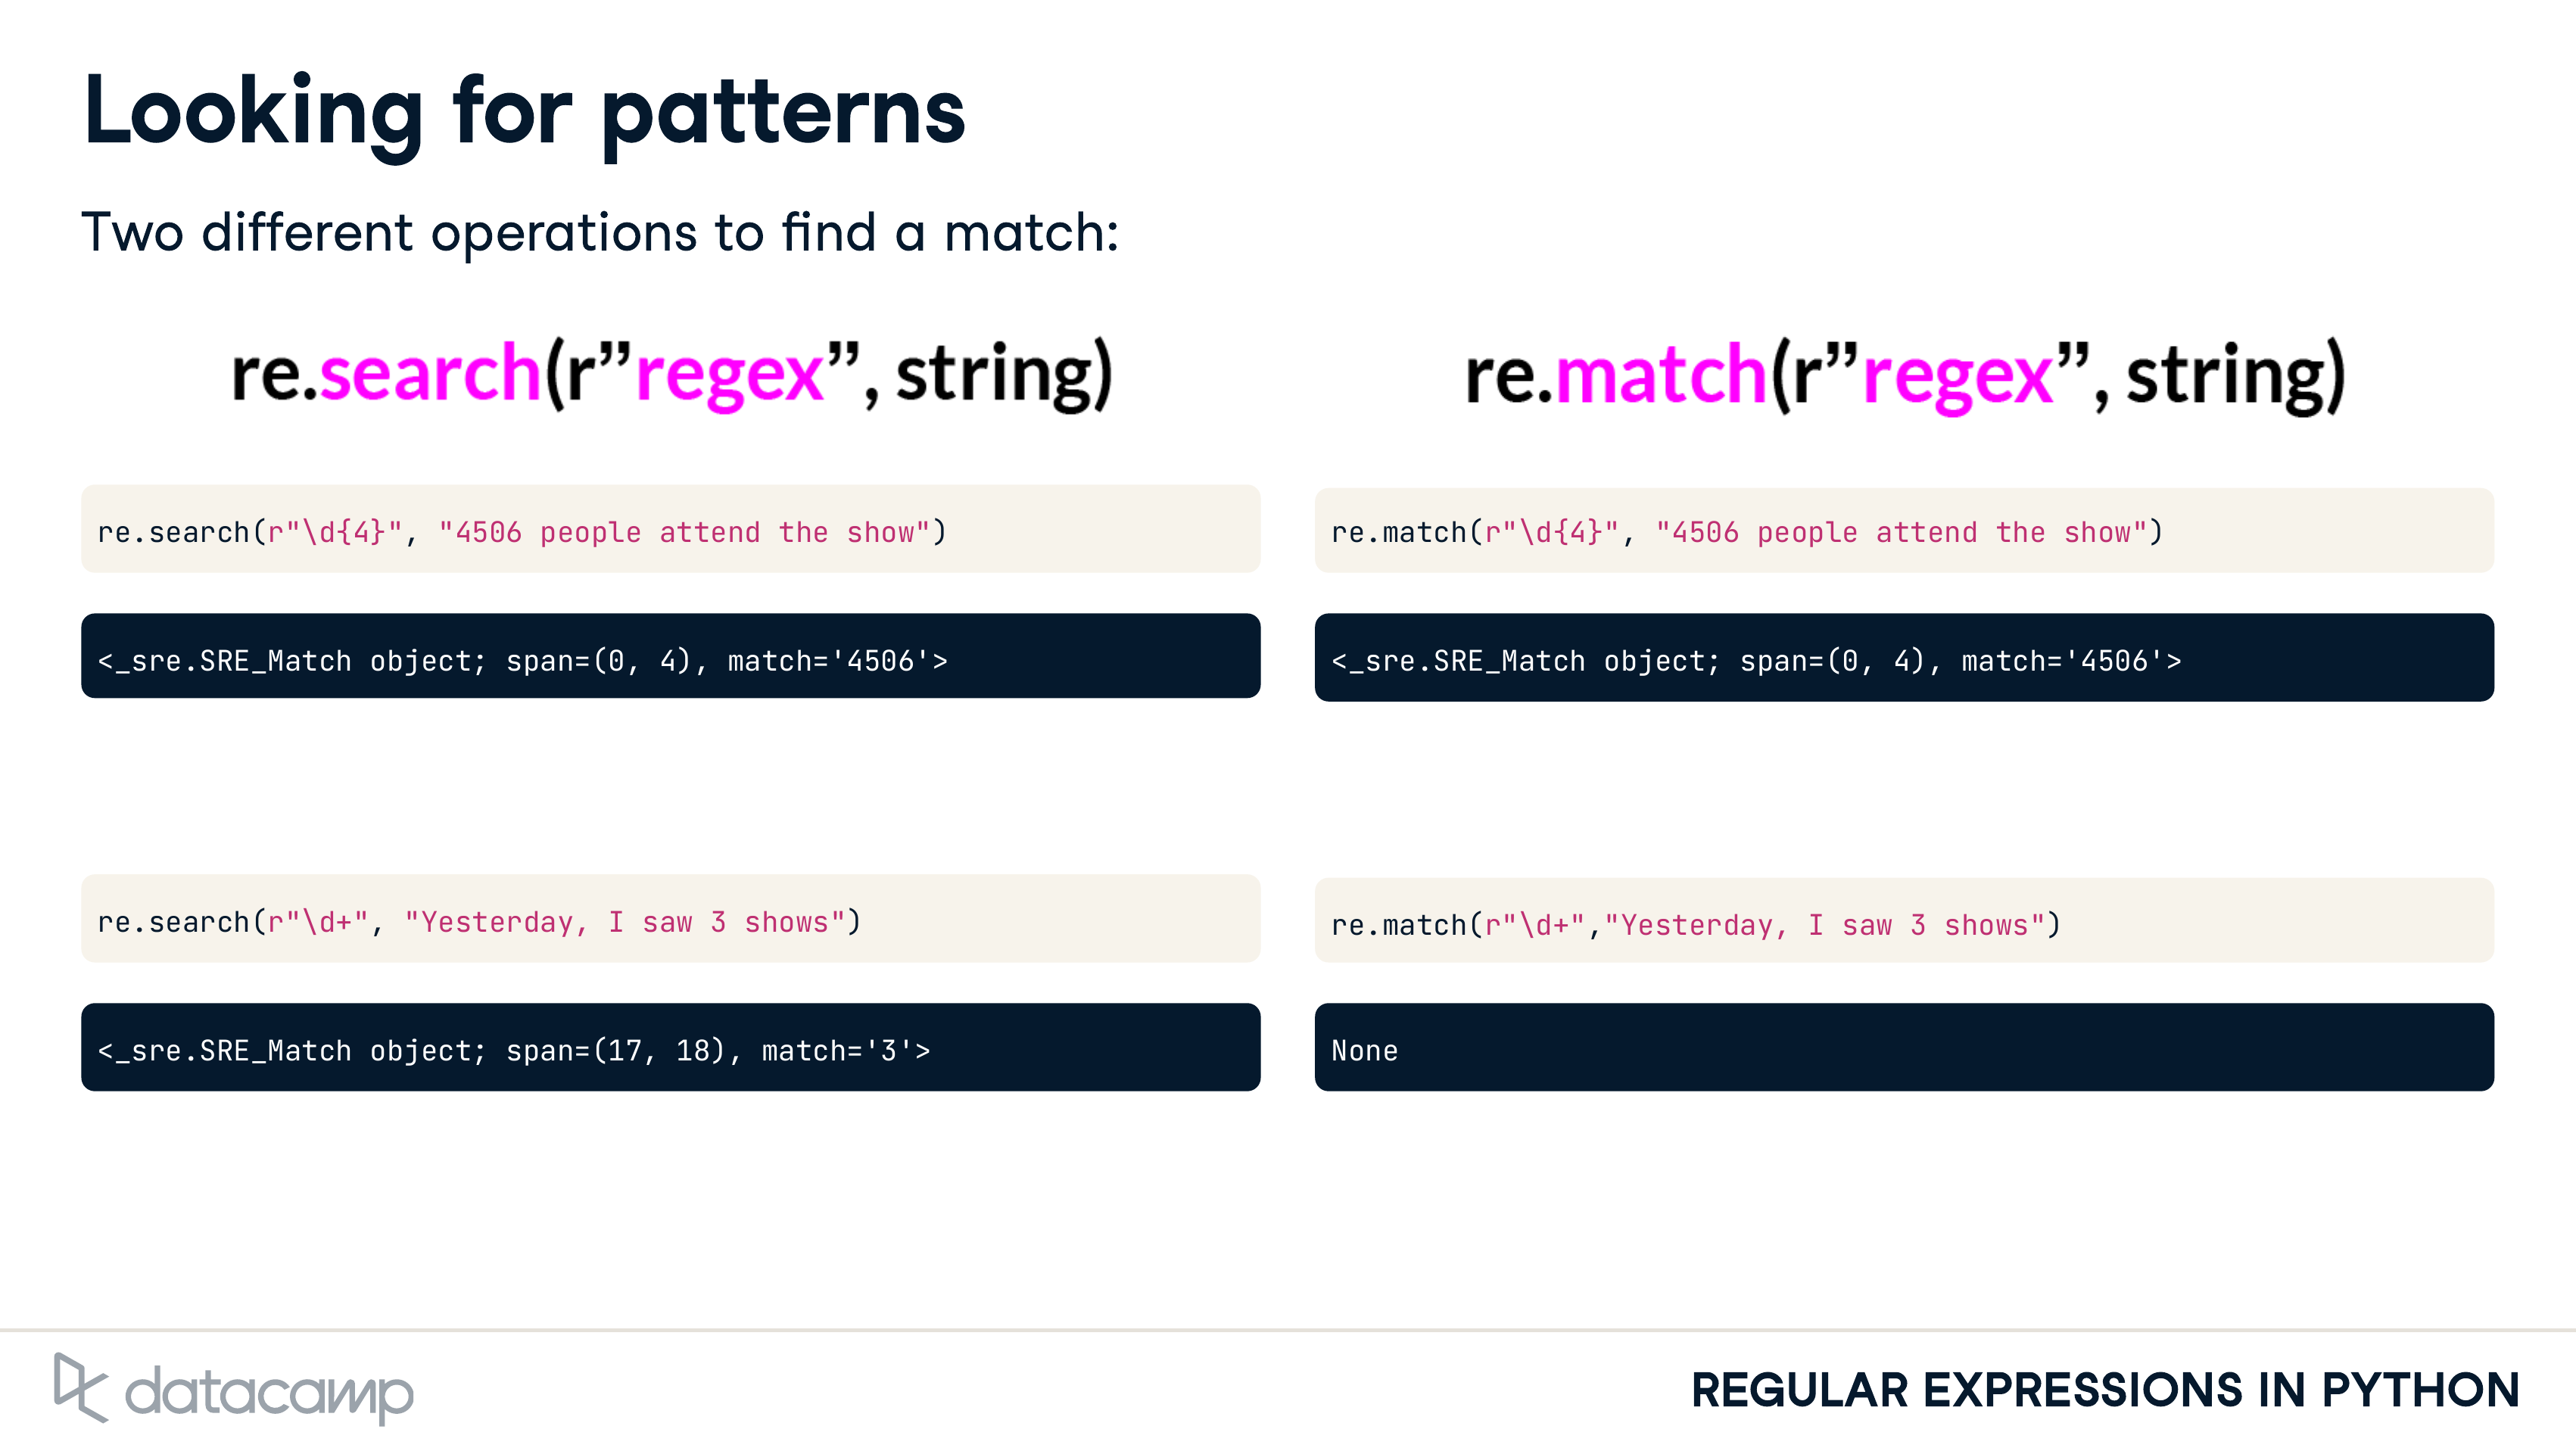 Looking for patterns
Two different operations to find a match:
re.search(r”regex”, string)
re.search(r"\d{4}", "4506 people attend the show")
<_sre.SRE_Match object; span=(0, 4), match='4506'>
re.search(r"\d+", "Yesterday, I saw 3 shows")
<_sre.SRE_Match object; span=(17, 18), match='3'>
re.match(r”regex”, string)
re.match(r"\d{4}", "4506 people attend the show")
<_sre.SRE_Match object; span=(0, 4), match='4506'>
re.match(r"\d+","Yesterday, I saw 3 shows")
None
datacamp
REGULAR EXPRESSIONS IN PYTHON